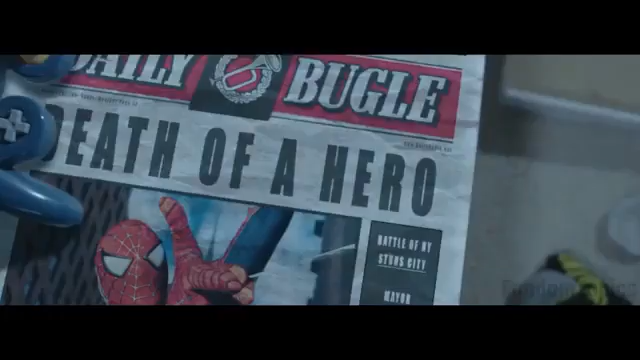 DAILY BUGLE
DEATH OF A HERO
BATTLE OF NY
STUNS CITY
MAYOR